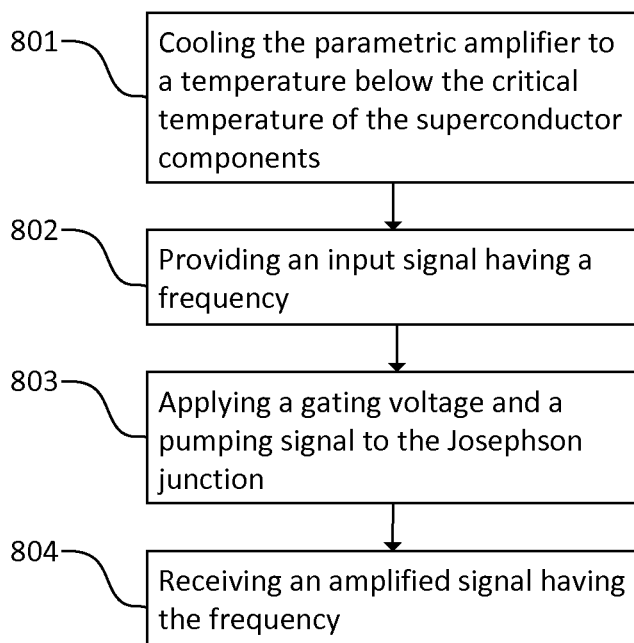 801
Cooling the parametric amplifier to
a temperature below the critical
temperature of the superconductor
components
802
Providing an input signal having a
frequency
803
Applying a gating voltage and a
pumping signal to the Josephson
junction
804
Receiving an amplified signal having
the frequency